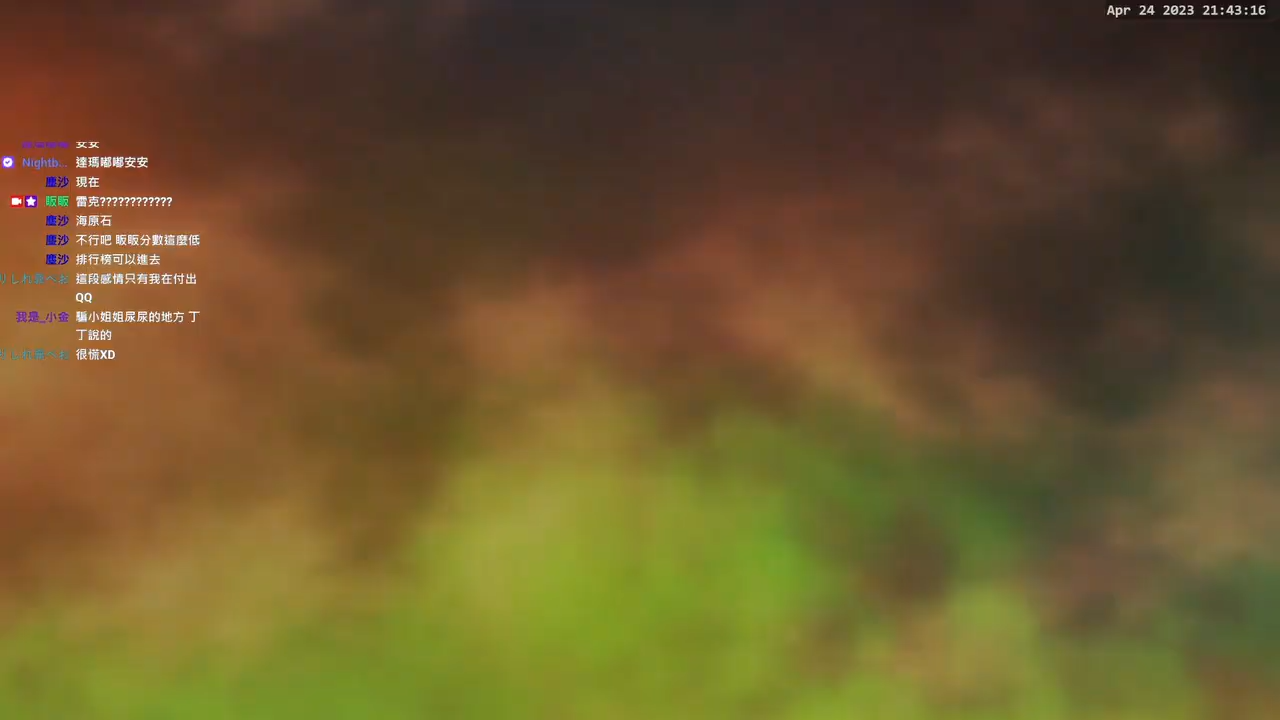 Apr 24 2023 21:43:16
安安
Nightb... 達瑪嘟嘟安安
塵沙 現在
畈畈 雷克????????????
塵沙 海原石
塵沙 不行吧 畈畈分數這麼低
塵沙 排行榜可以進去
這段感情只有我在付出
QQ
我是_小金 騙小姐姐尿尿的地方 丁
丁說的
很慌XD